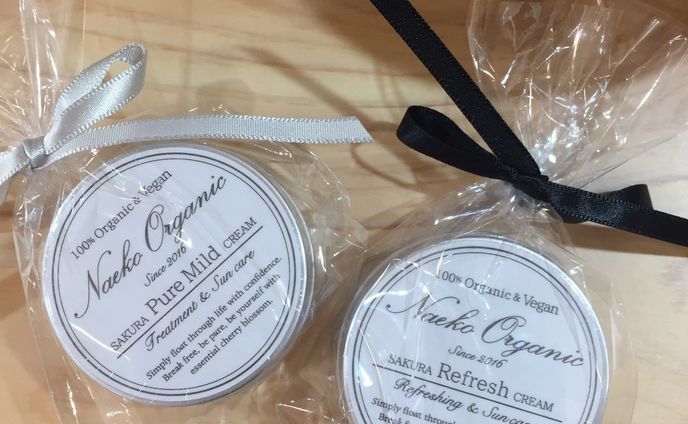 100% Organic & Vegan
Naeko Organic
Since 2016
SAKURA Pure Mild CREAM
Treatment & Sun care
Simply float through life with confidence.
Break free, be pure, be yourself with
essential cherry blossom.
100% Organic & Vegan
Naeko Organic
Since 2016
SAKURA Refresh CREAM
Refreshing & Sun care
Simply float through
Break